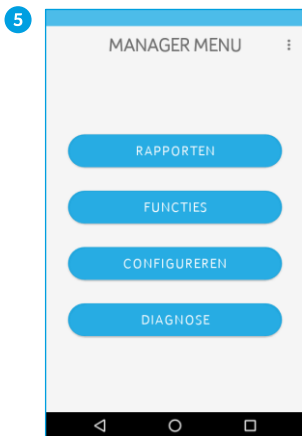 5
MANAGER MENU
RAPPORTEN
FUNCTIES
CONFIGUREREN
DIAGNOSE